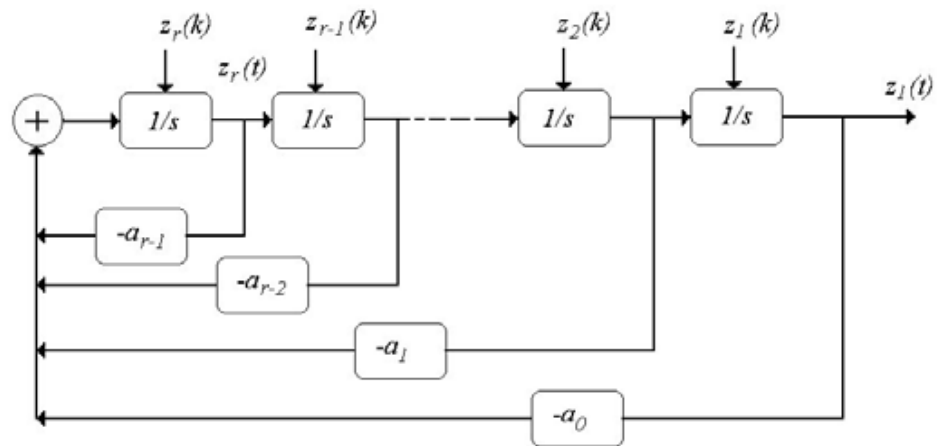 z_r(k)
z_{r-1}(k)
z_2(k)
z_1(k)
z_r(t)
z_1(t)
+
1/s
1/s
1/s
1/s
-a_{r-1}
-a_{r-2}
-a_1
-a_0